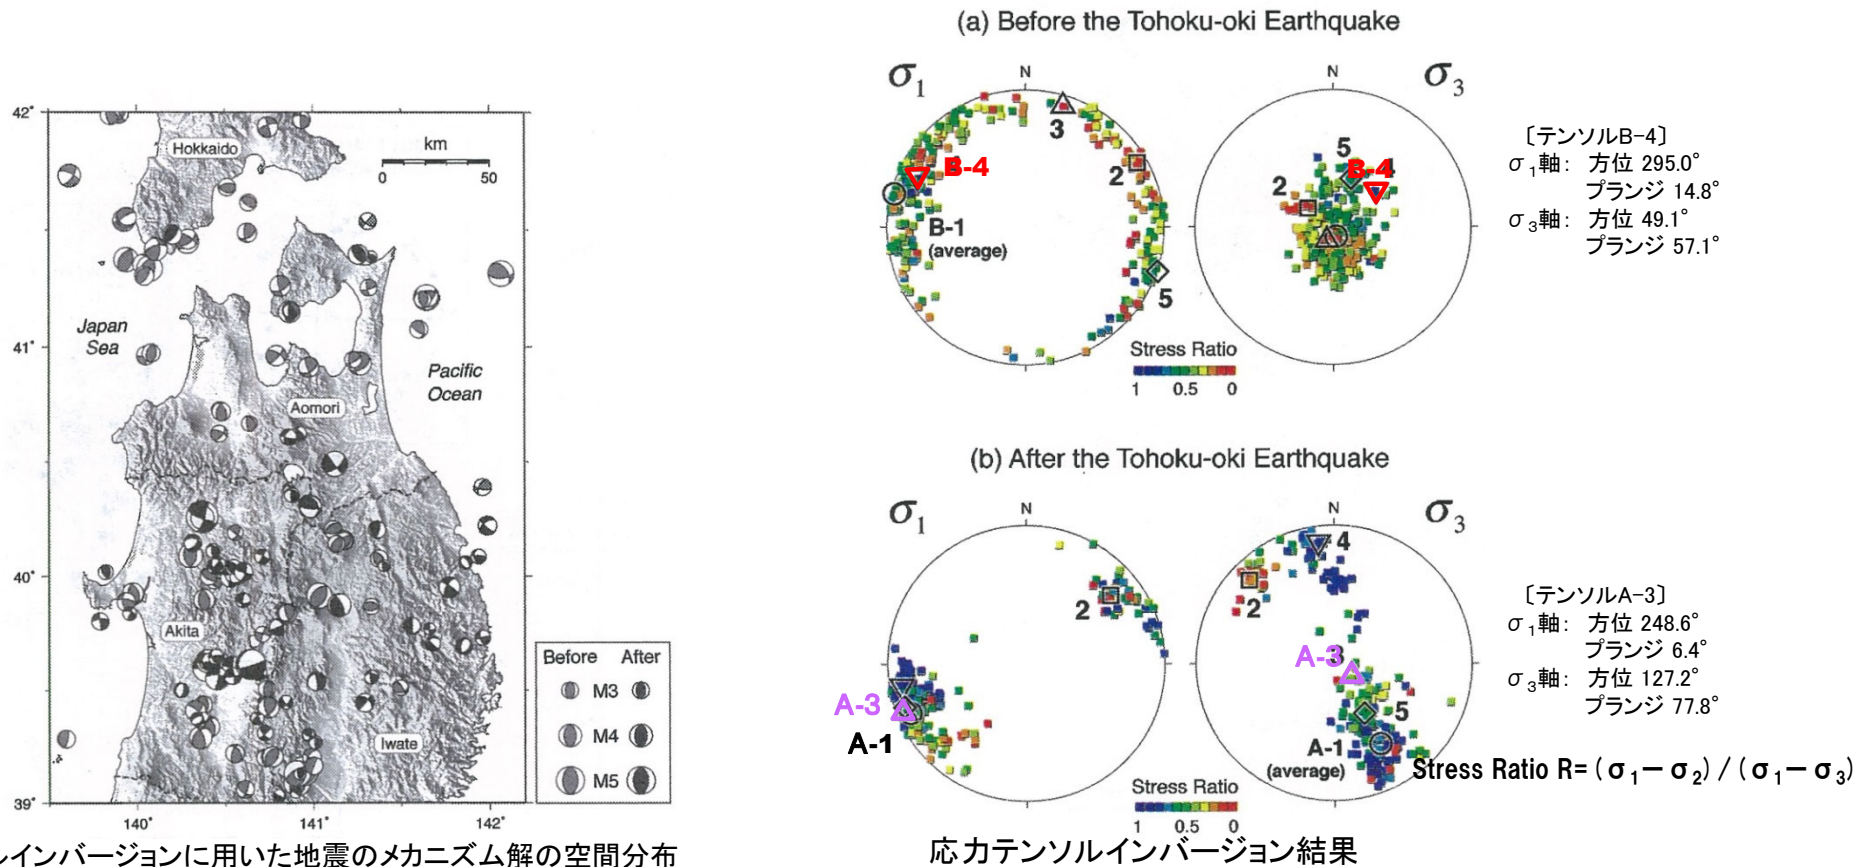 42°
41°
40°
39°
140°
141°
142°
Hokkaido
km
0
50
Japan
Sea
Pacific
Ocean
Aomori
Akita
Iwate
Before
After
M3
M4
M5
ルインバージョンに用いた地震のメカニズム解の空間分布
(a) Before the Tohoku-oki Earthquake
σ1
N
3
B-4
2
B-1
(average)
5
Stress Ratio
1
0.5
0
N
σ3
5
B-4
4
2
〔テンソルB-4〕
σ1軸: 方位 295.0°
プランジ 14.8°
σ3軸: 方位 49.1°
プランジ 57.1°
(b) After the Tohoku-oki Earthquake
σ1
N
2
A-3
A-1
Stress Ratio
1
0.5
0
N
σ3
4
2
A-3
3
5
A-1
(average)
〔テンソルA-3〕
σ1軸: 方位 248.6°
プランジ 6.4°
σ3軸: 方位 127.2°
プランジ 77.8°
Stress Ratio R=(σ1-σ2)/(σ1-σ3)
応力テンソルインバージョン結果